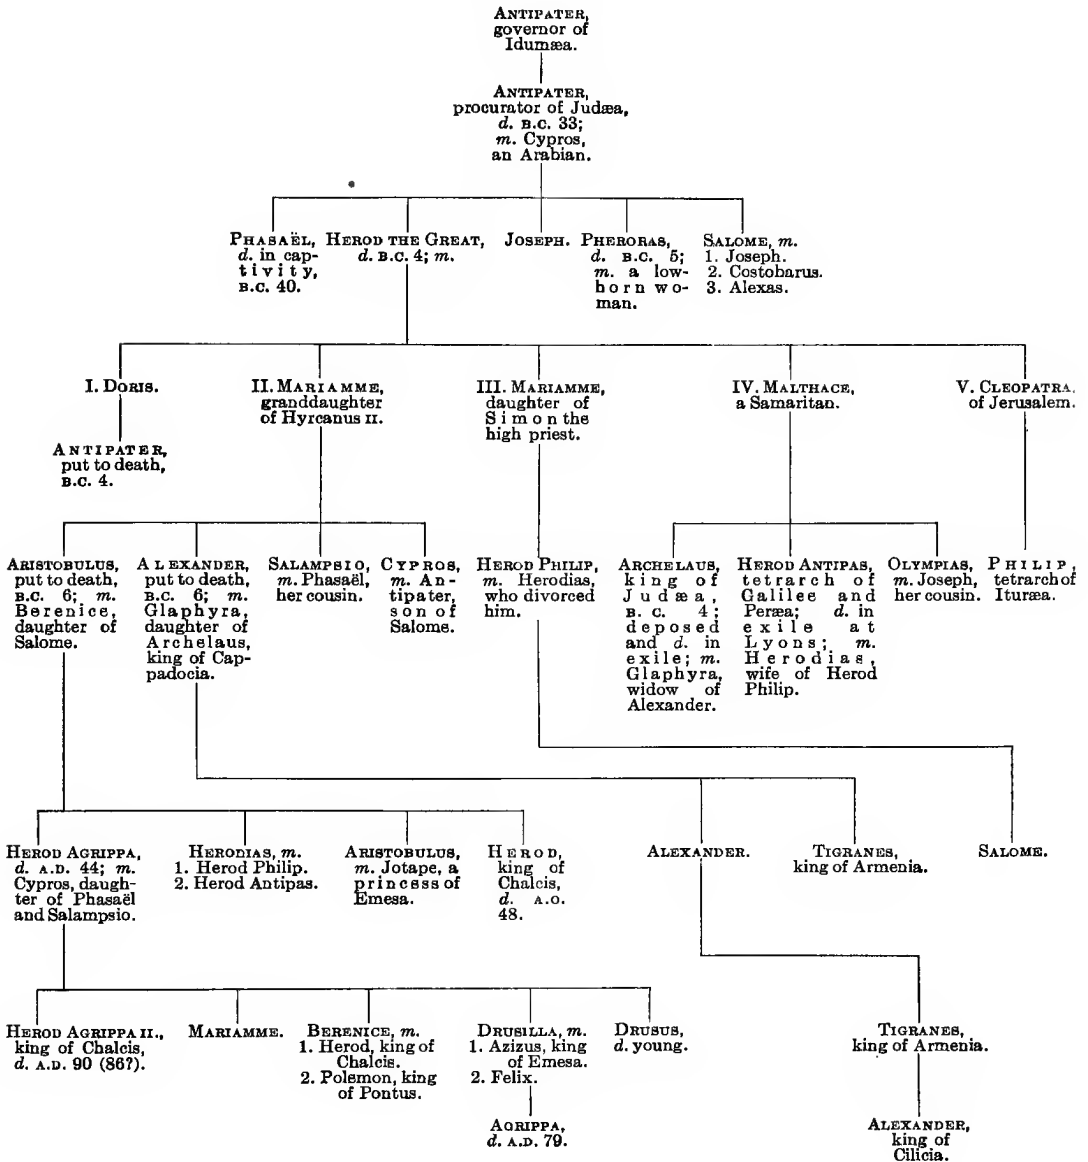 ANTIPATER,
governor of
Idumæa.
ANTIPATER,
procurator of Judæa,
d. B.C. 33;
m. Cypros,
an Arabian.
PHASAËL,
d. in cap-
tivity,
B.C. 40.
HEROD THE GREAT,
d. B.C. 4; m.
JOSEPH.
PHERORAS,
d. B.C. 5;
m. a low-
born wo-
man.
SALOME, m.
1. Joseph.
2. Costobarus.
3. Alexas.
I. DORIS.
II. MARIAMME,
granddaughter
of Hyrcanus II.
III. MARIAMME,
daughter of
Simon the
high priest.
IV. MALTHACE,
a Samaritan.
V. CLEOPATRA
of Jerusalem.
ANTIPATER,
put to death,
B.C. 4.
ARISTOBULUS,
put to death,
B.C. 6; m.
Berenice,
daughter of
Salome.
ALEXANDER,
put to death,
B.C. 6; m.
Glaphyra,
daughter of
Archelaus,
king of Cap-
padocia.
SALAMPSIO,
m. Phasaël,
her cousin.
CYPROS,
m. An-
tipater,
son of
Salome.
HEROD PHILIP,
m. Herodias,
who divorced
him.
ARCHELAUS,
king of
Judæa,
B.C. 4;
deposed
and d. in
exile; m.
Glaphyra,
widow of
Alexander.
HEROD ANTIPAS,
tetrarch of
Galilee and
Peræa; d. in
exile at
Lyons; m.
Herodias,
wife of Herod
Philip.
OLYMPIAS,
m. Joseph,
her cousin.
PHILIP,
tetrarch of
Ituræa.
HEROD AGRIPPA,
d. A.D. 44; m.
Cypros, daugh-
ter of Phasaël
and Salampsio.
HERODIAS, m.
1. Herod Philip.
2. Herod Antipas.
ARISTOBULUS,
m. Jotape, a
princess of
Emesa.
HEROD,
king of
Chalcis,
d. A.D.
48.
ALEXANDER.
TIGRANES,
king of Armenia.
SALOME.
HEROD AGRIPPA II.,
king of Chalcis,
d. A.D. 90 (86?).
MARIAMME.
BERENICE, m.
1. Herod, king of
Chalcis.
2. Polemon, king
of Pontus.
DRUSILLA, m.
1. Azizus, king
of Emesa.
2. Felix.
DRUSUS,
d. young.
TIGRANES,
king of Armenia.
AGRIPPA,
d. A.D. 79.
ALEXANDER,
king of
Cilicia.